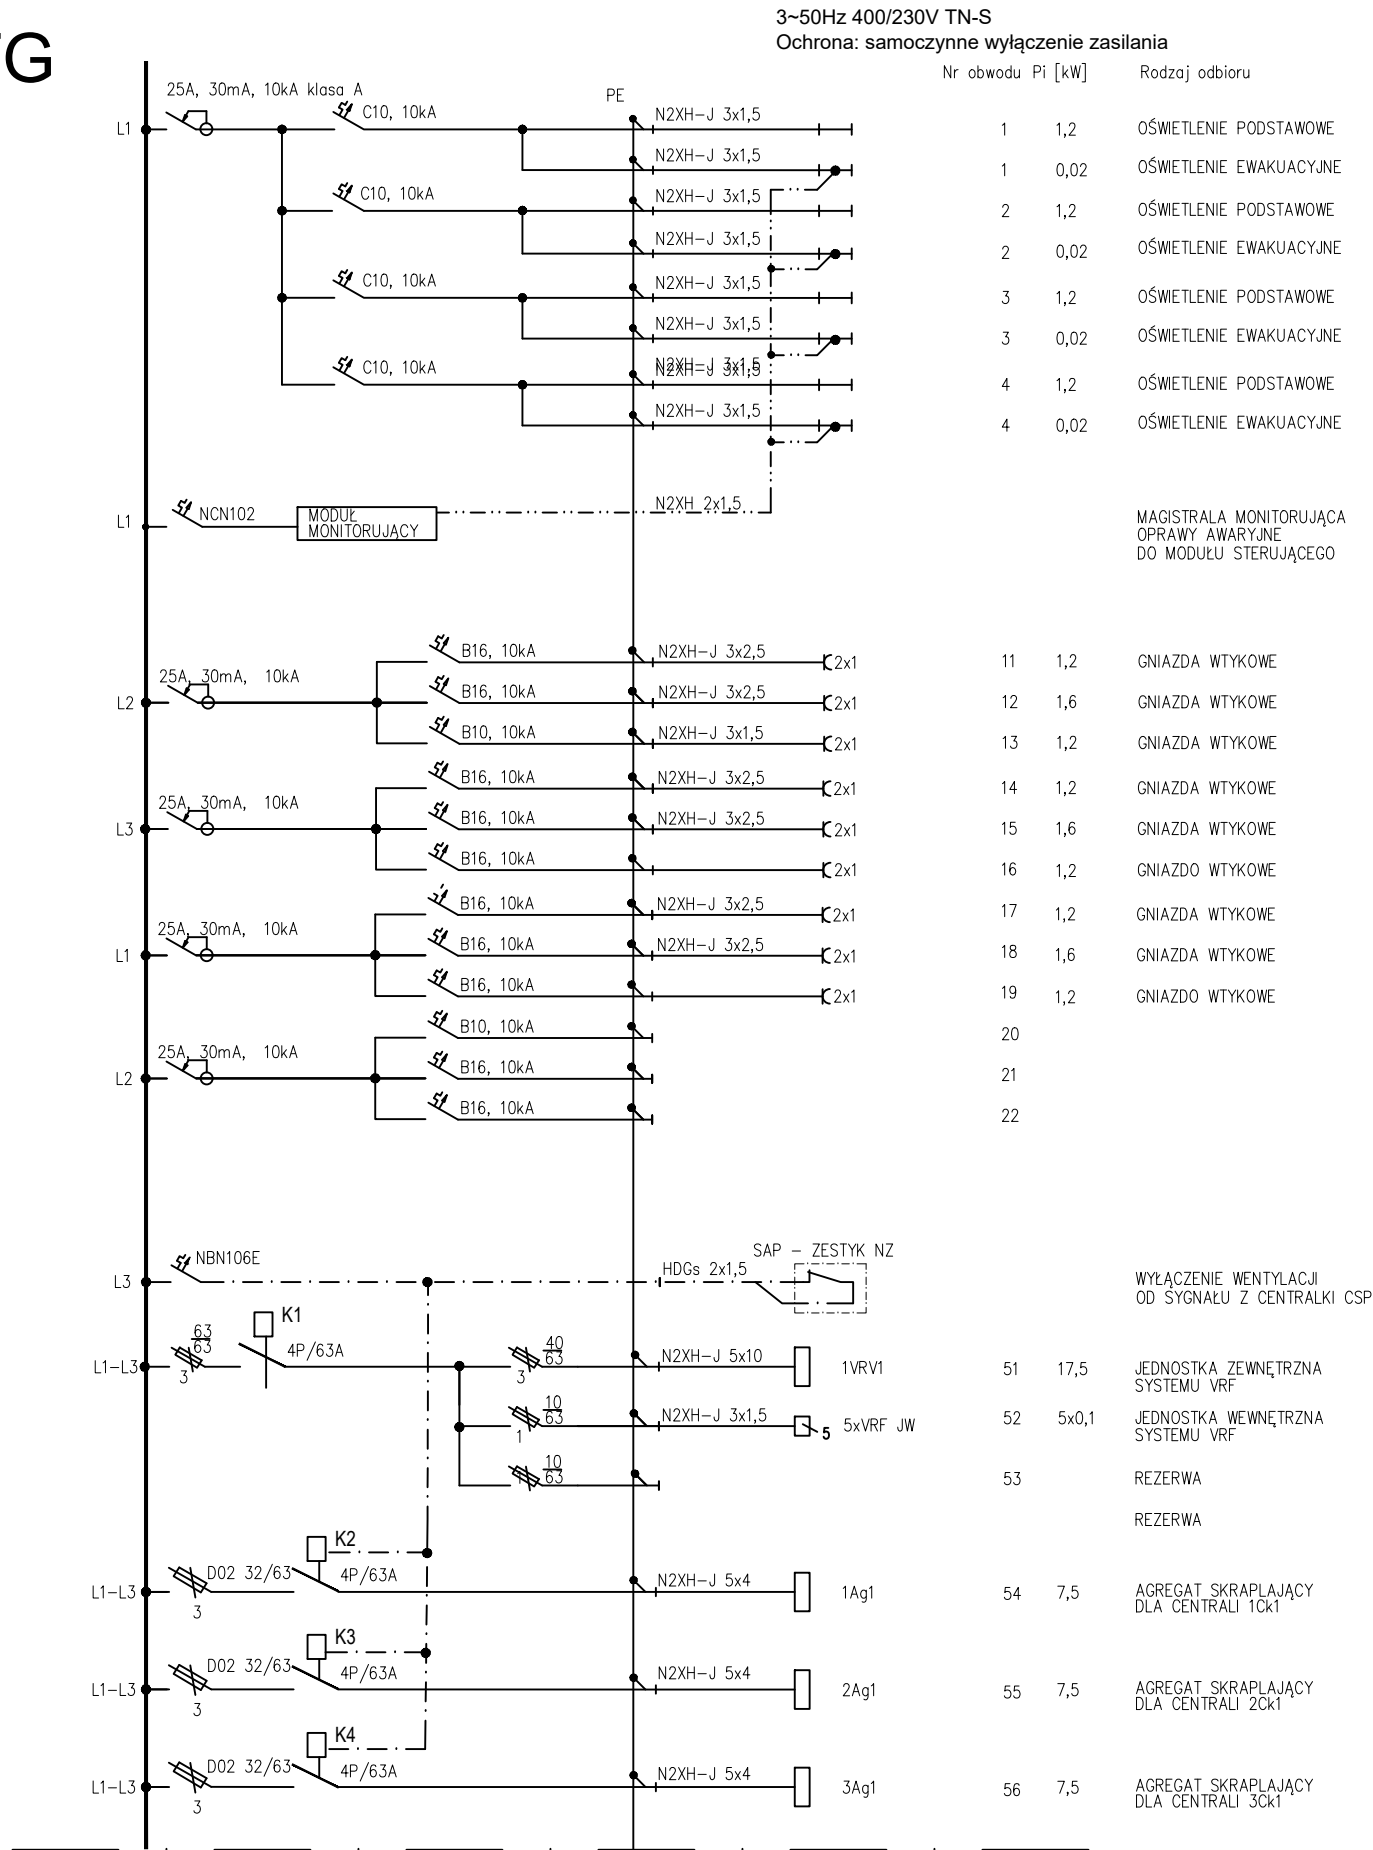 TG
3~50Hz 400/230V TN-S
Ochrona: samoczynne wyłączenie zasilania
Nr obwodu Pi [kW] Rodzaj odbioru
25A, 30mA, 10kA klasa A
PE
L1 C10, 10kA N2XH-J 3x1,5 1 1,2 OŚWIETLENIE PODSTAWOWE
N2XH-J 3x1,5 1 0,02 OŚWIETLENIE EWAKUACYJNE
C10, 10kA N2XH-J 3x1,5 2 1,2 OŚWIETLENIE PODSTAWOWE
N2XH-J 3x1,5 2 0,02 OŚWIETLENIE EWAKUACYJNE
C10, 10kA N2XH-J 3x1,5 3 1,2 OŚWIETLENIE PODSTAWOWE
N2XH-J 3x1,5 3 0,02 OŚWIETLENIE EWAKUACYJNE
N2XH-J 3x1,5
C10, 10kA N2XH-J 3x1,5 4 1,2 OŚWIETLENIE PODSTAWOWE
N2XH-J 3x1,5 4 0,02 OŚWIETLENIE EWAKUACYJNE
L1 NCN102 MODUŁ MONITORUJĄCY N2XH 2x1,5
MAGISTRALA MONITORUJĄCA
OPRAWY AWARYJNE
DO MODUŁU STERUJĄCEGO
B16, 10kA N2XH-J 3x2,5 2x1 11 1,2 GNIAZDA WTYKOWE
25A, 30mA, 10kA
L2 B16, 10kA N2XH-J 3x2,5 2x1 12 1,6 GNIAZDA WTYKOWE
B10, 10kA N2XH-J 3x1,5 2x1 13 1,2 GNIAZDA WTYKOWE
B16, 10kA N2XH-J 3x2,5 2x1 14 1,2 GNIAZDA WTYKOWE
25A, 30mA, 10kA
L3 B16, 10kA N2XH-J 3x2,5 2x1 15 1,6 GNIAZDA WTYKOWE
B16, 10kA 2x1 16 1,2 GNIAZDO WTYKOWE
B16, 10kA N2XH-J 3x2,5 2x1 17 1,2 GNIAZDA WTYKOWE
25A, 30mA, 10kA
L1 B16, 10kA N2XH-J 3x2,5 2x1 18 1,6 GNIAZDA WTYKOWE
B16, 10kA 2x1 19 1,2 GNIAZDO WTYKOWE
B10, 10kA 20
25A, 30mA, 10kA
L2 B16, 10kA 21
B16, 10kA 22
SAP - ZESTYK NZ
L3 NBN106E HDGs 2x1,5
WYŁĄCZENIE WENTYLACJI
OD SYGNAŁU Z CENTRALKI CSP
L1-L3 63/63 3 K1 4P/63A 40/63 3 N2XH-J 5x10 1VRV1 51 17,5 JEDNOSTKA ZEWNĘTRZNA
SYSTEMU VRF
10/63 1 N2XH-J 3x1,5 5 5xVRF JW 52 5x0,1 JEDNOSTKA WEWNĘTRZNA
SYSTEMU VRF
10/63 1 53 REZERWA
REZERWA
K2
L1-L3 D02 32/63 3 4P/63A N2XH-J 5x4 1Ag1 54 7,5 AGREGAT SKRAPLAJĄCY
DLA CENTRALI 1Ck1
K3
L1-L3 D02 32/63 3 4P/63A N2XH-J 5x4 2Ag1 55 7,5 AGREGAT SKRAPLAJĄCY
DLA CENTRALI 2Ck1
K4
L1-L3 D02 32/63 3 4P/63A N2XH-J 5x4 3Ag1 56 7,5 AGREGAT SKRAPLAJĄCY
DLA CENTRALI 3Ck1